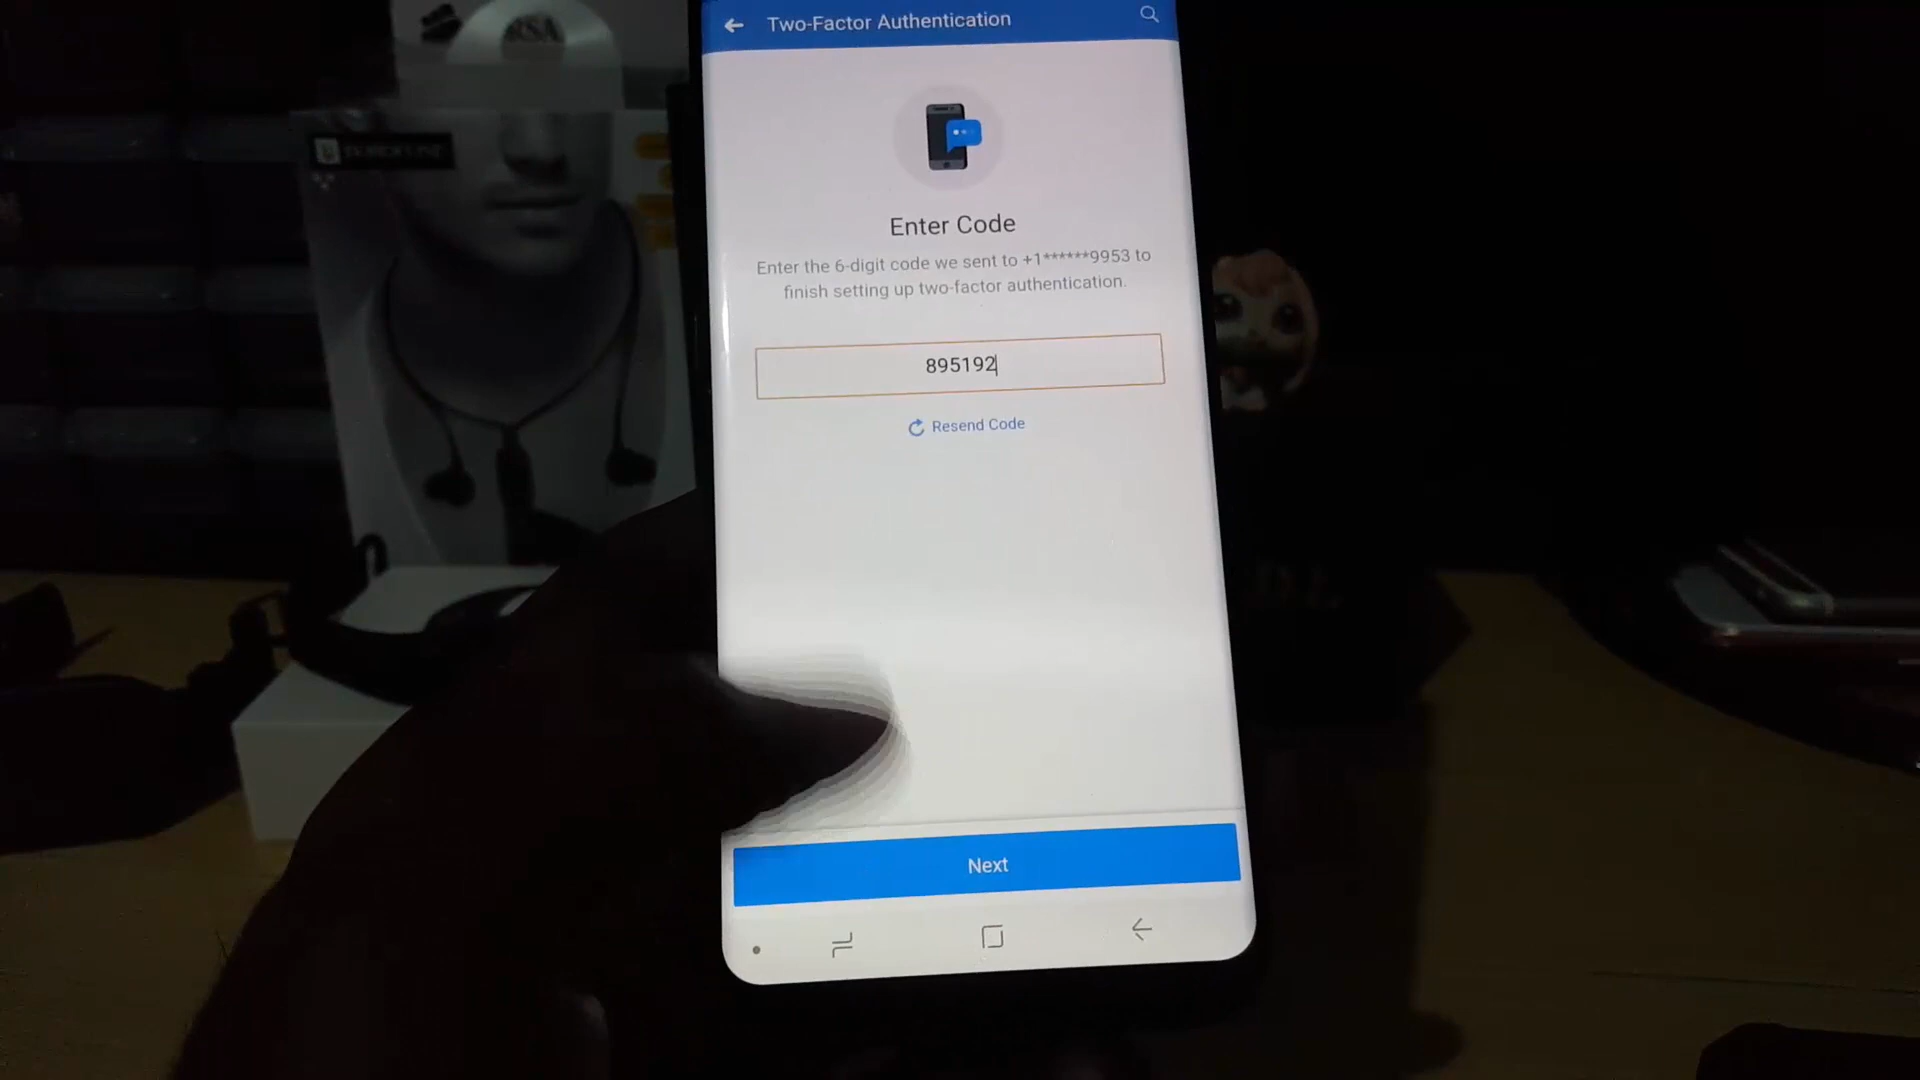 Two-Factor Authentication
Enter Code
Enter the 6-digit code we sent to +1******9953 to
finish setting up two-factor authentication.
895192
Resend Code
Next